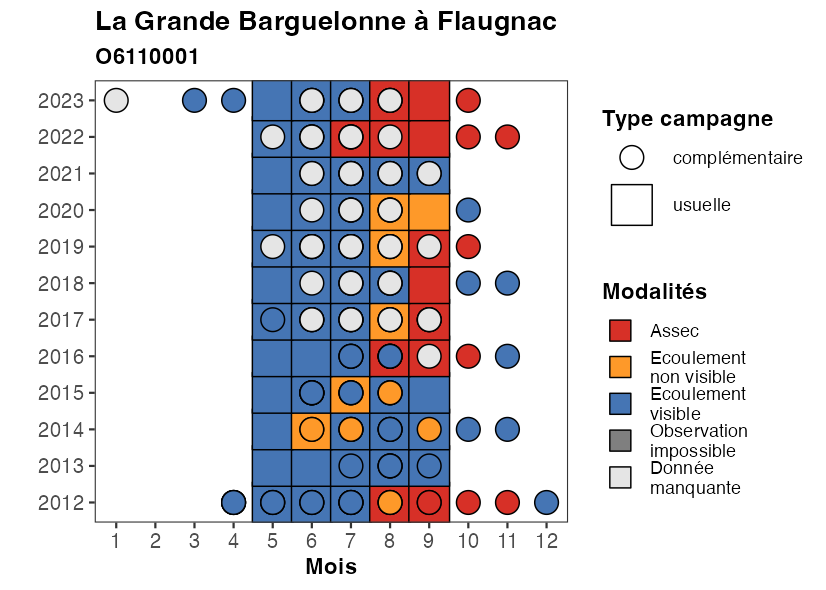 La Grande Barguelonne à Flaugnac
O6110001
2023
2022
2021
2020
2019
2018
2017
2016
2015
2014
2013
2012
1 2 3 4 5 6 7 8 9 10 11 12
Mois
Type campagne
complémentaire
usuelle
Modalités
Assec
Ecoulement
non visible
Ecoulement
visible
Observation
impossible
Donnée
manquante